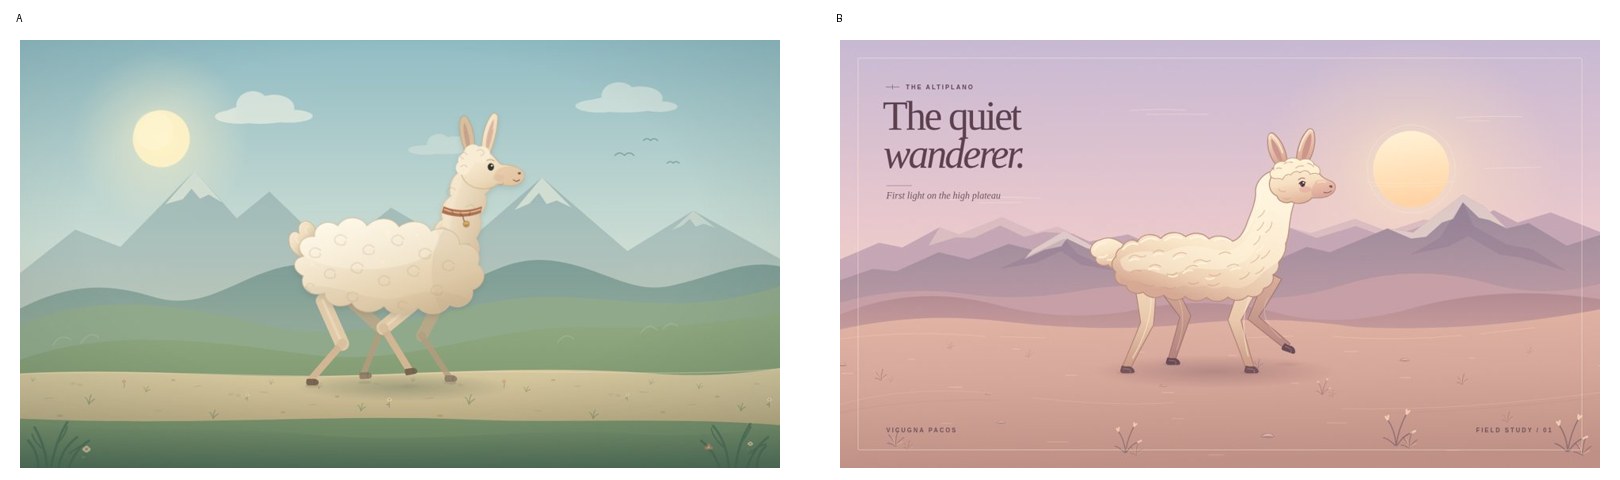 A
B
THE ALTIPLANO
The quiet
wanderer.
First light on the high plateau
VICUGNA PACOS
FIELD STUDY / 01